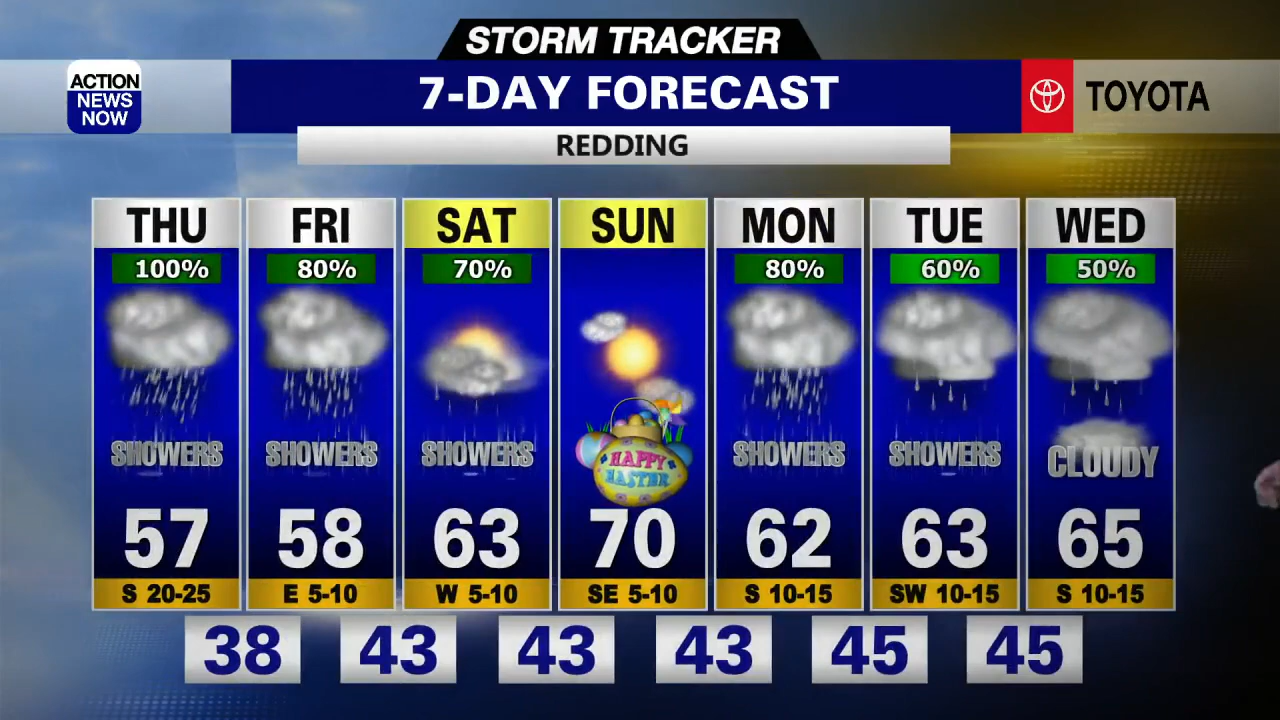 STORM TRACKER
ACTION
NEWS
NOW
7-DAY FORECAST
TOYOTA
REDDING
THU FRI SAT SUN MON TUE WED
100% 80% 70% 80% 60% 50%
SHOWERS SHOWERS SHOWERS SHOWERS SHOWERS CLOUDY
HAPPY
EASTER
57 58 63 70 62 63 65
S 20-25 E 5-10 W 5-10 SE 5-10 S 10-15 SW 10-15 S 10-15
38 43 43 43 45 45